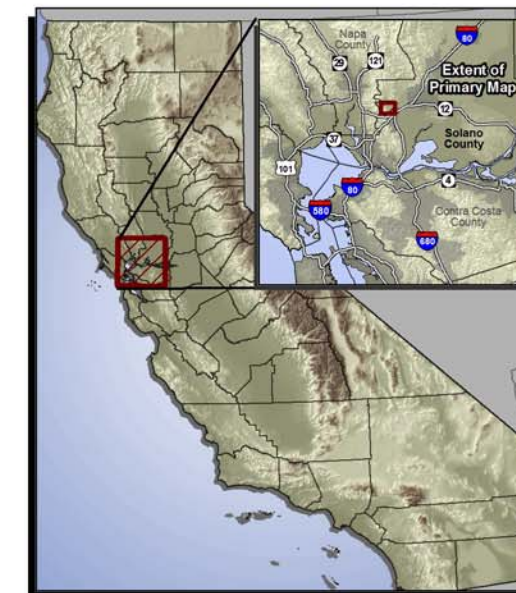 Napa
County
80
29
121
Extent of
Primary Map
12
Solano
County
37
101
4
80
580
Contra Costa
County
680